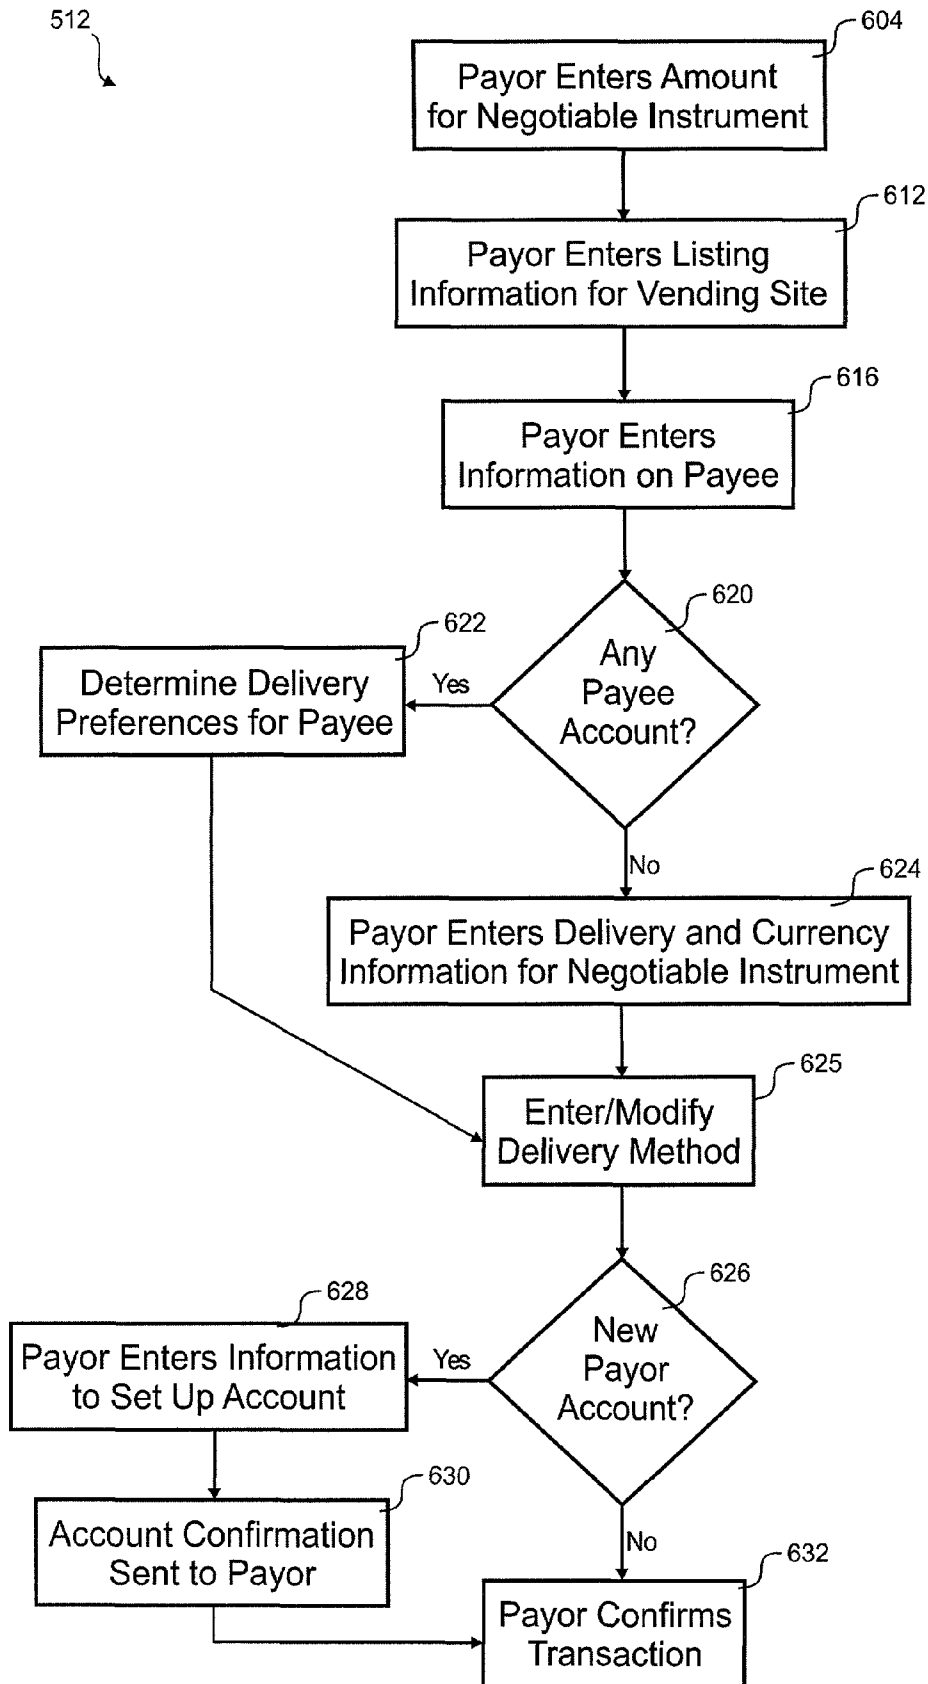 512
604
Payor Enters Amount
for Negotiable Instrument
612
Payor Enters Listing
Information for Vending Site
616
Payor Enters
Information on Payee
620
Any
Payee
Account?
622
Yes
Determine Delivery
Preferences for Payee
No
624
Payor Enters Delivery and Currency
Information for Negotiable Instrument
625
Enter/Modify
Delivery Method
626
New
Payor
Account?
628
Yes
Payor Enters Information
to Set Up Account
630
Account Confirmation
Sent to Payor
No
632
Payor Confirms
Transaction